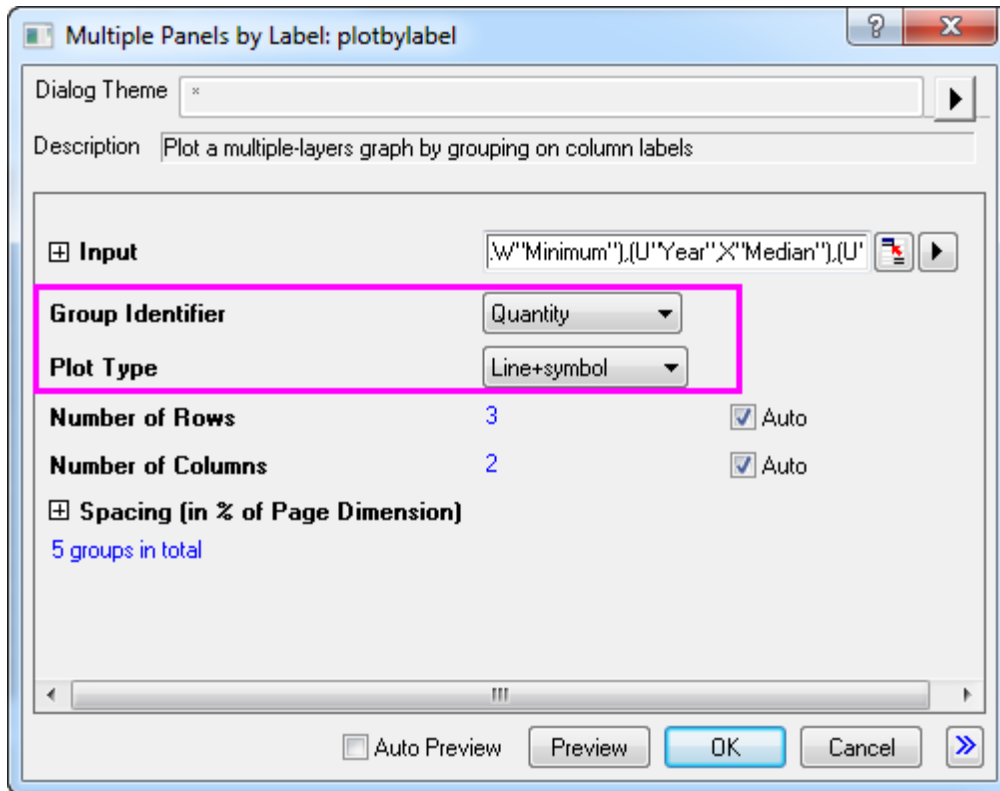 Multiple Panels by Label: plotbylabel
Dialog Theme *
Description Plot a multiple-layers graph by grouping on column labels
Input .W"Minimum"),(U"Year",X"Median"),(U"
Group Identifier Quantity
Plot Type Line+symbol
Number of Rows 3 Auto
Number of Columns 2 Auto
Spacing (in % of Page Dimension)
5 groups in total
Auto Preview Preview OK Cancel